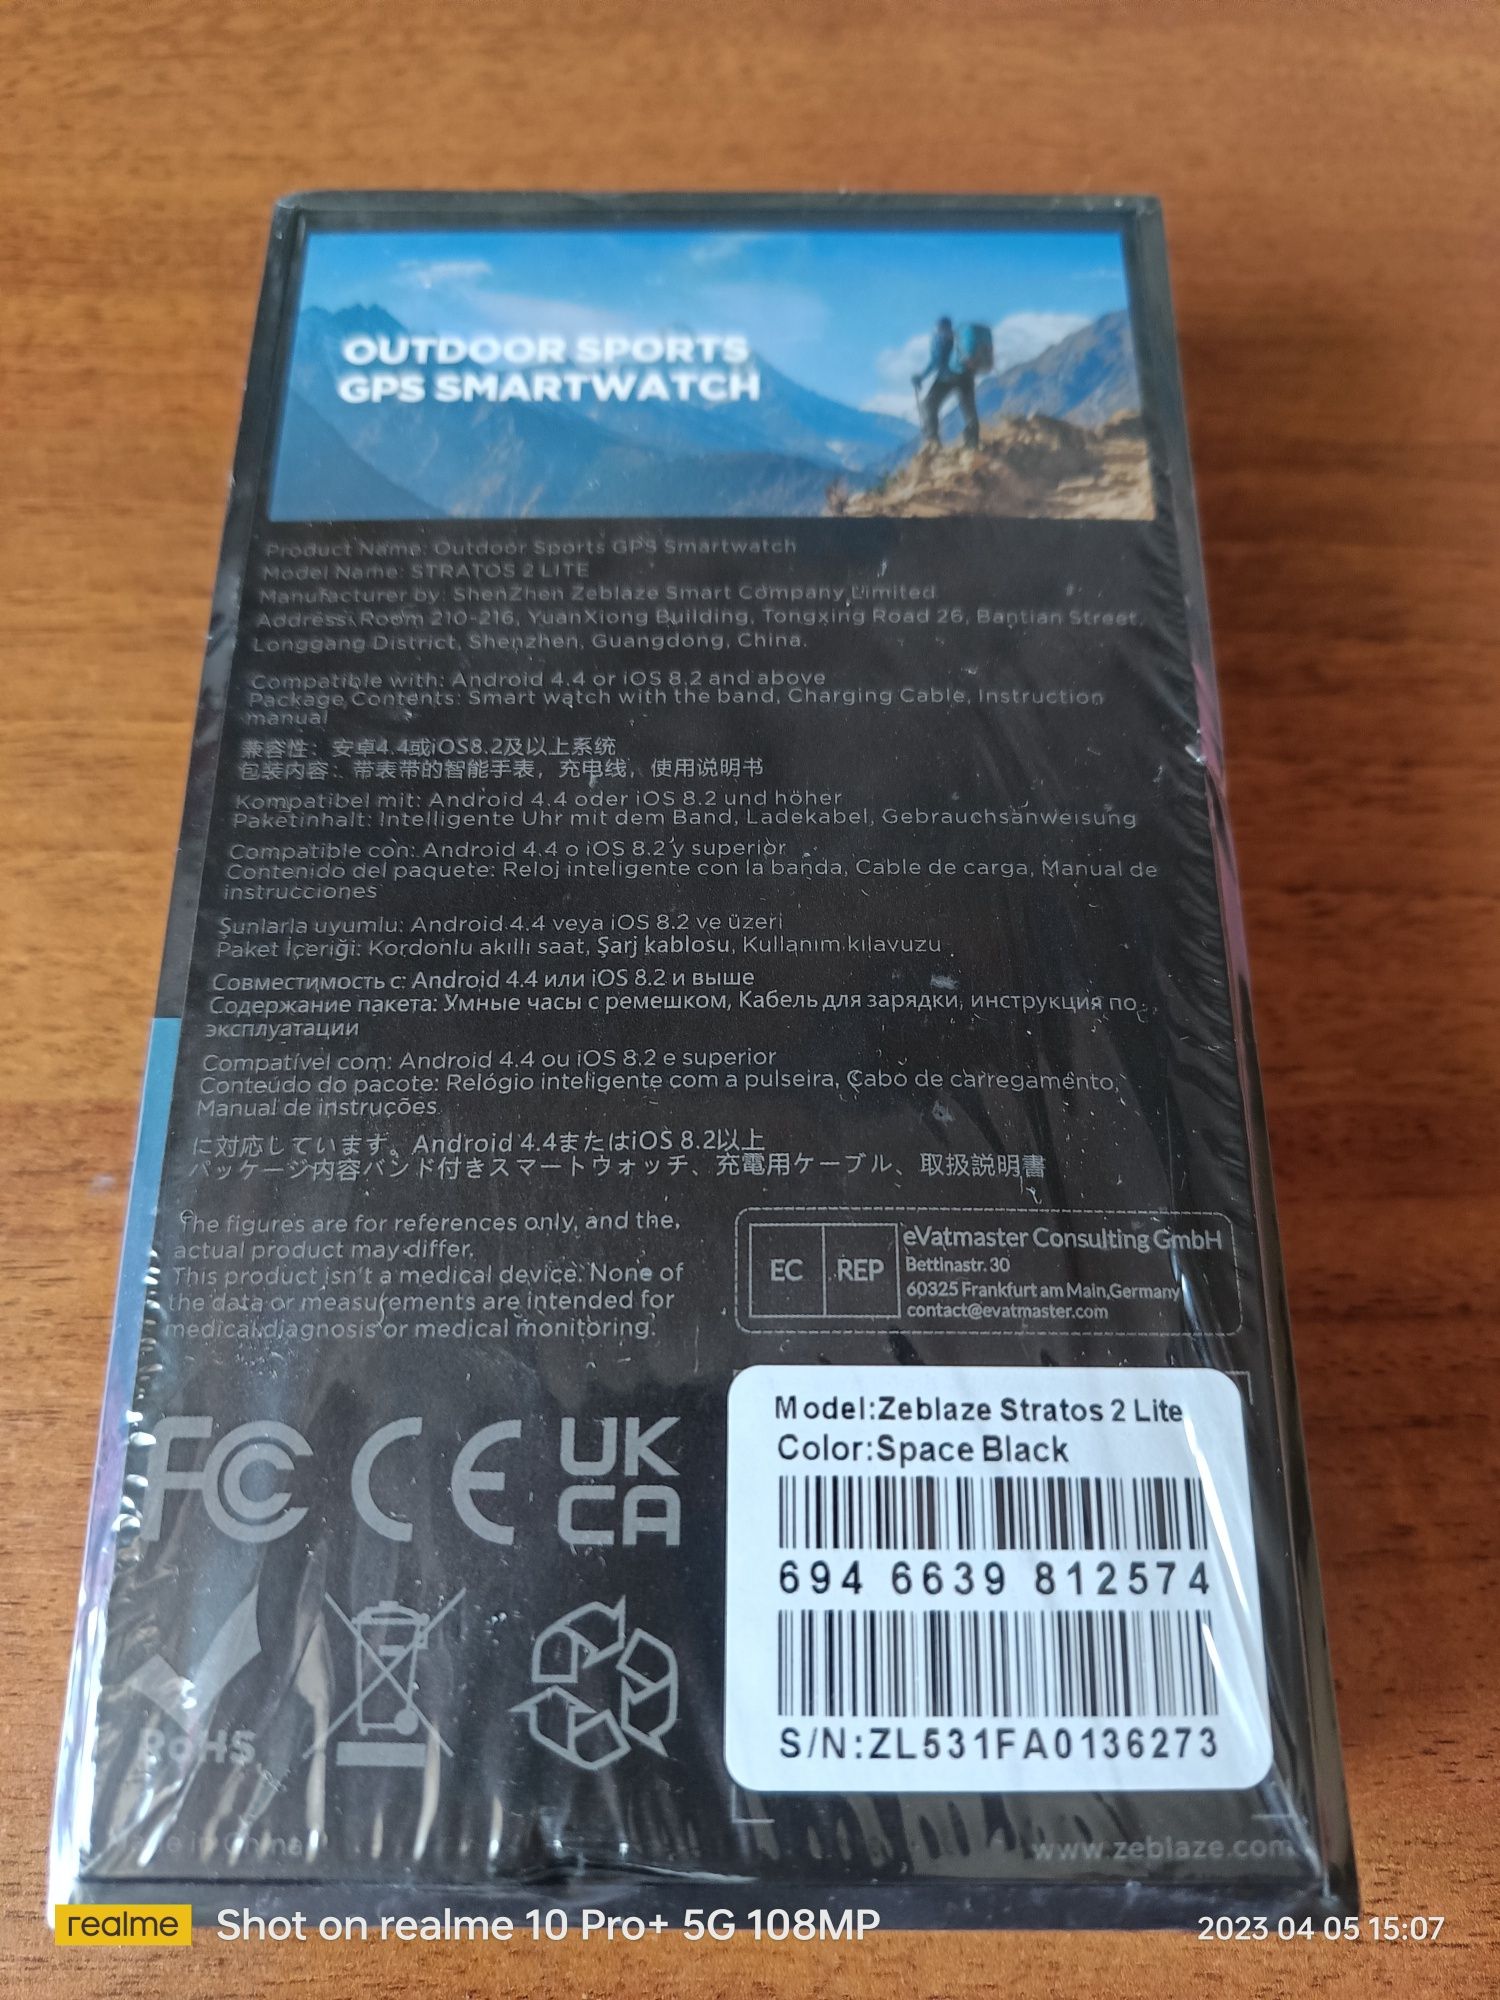 OUTDOOR SPORTS
GPS SMARTWATCH
Product Name: Outdoor Sports GPS Smartwatch
Model Name: STRATOS 2 LITE
Manufacturer by: ShenZhen Zeblaze Smart Company Limited
Address: Room 210-216, YuanXiong Building, Tongxing Road 26, Bantian Street,
Longgang District, Shenzhen, Guangdong, China.
Compatible with: Android 4.4 or iOS 8.2 and above
Package Contents: Smart watch with the band, Charging Cable, Instruction
manual
兼容性：安卓4.4或iOS8.2及以上系统
包装内容：带表带的智能手表，充电线，使用说明书
Kompatibel mit: Android 4.4 oder iOS 8.2 und höher
Paketinhalt: Intelligente Uhr mit dem Band, Ladekabel, Gebrauchsanweisung
Compatible con: Android 4.4 o iOS 8.2 y superior
Contenido del paquete: Reloj inteligente con la banda, Cable de carga, Manual de
instrucciones
Şunlarla uyumlu: Android 4.4 veya iOS 8.2 ve üzeri
Paket İçeriği: Kordonlu akıllı saat, Şarj kablosu, Kullanım kılavuzu
Совместимость с: Android 4.4 или iOS 8.2 и выше
Содержание пакета: Умные часы с ремешком, Кабель для зарядки, инструкция по
эксплуатации
Compatível com: Android 4.4 ou iOS 8.2 e superior
Conteúdo do pacote: Relógio inteligente com a pulseira, Cabo de carregamento,
Manual de instruções
に対応しています。Android 4.4またはiOS 8.2以上
パッケージ内容バンド付きスマートウォッチ、充電用ケーブル、取扱説明書
The figures are for references only, and the
actual product may differ.
This product isn't a medical device. None of
the data or measurements are intended for
medical diagnosis or medical monitoring.
EC REP
eVatmaster Consulting GmbH
Bettinastr. 30
60325 Frankfurt am Main,Germany
contact@evatmaster.com
FC CE UK
CA
Model:Zeblaze Stratos 2 Lite
Color:Space Black
694 6639 812574
S/N:ZL531FA0136273
RoHS
Made in China
www.zeblaze.com
realme Shot on realme 10 Pro+ 5G 108MP
2023 04 05 15:07